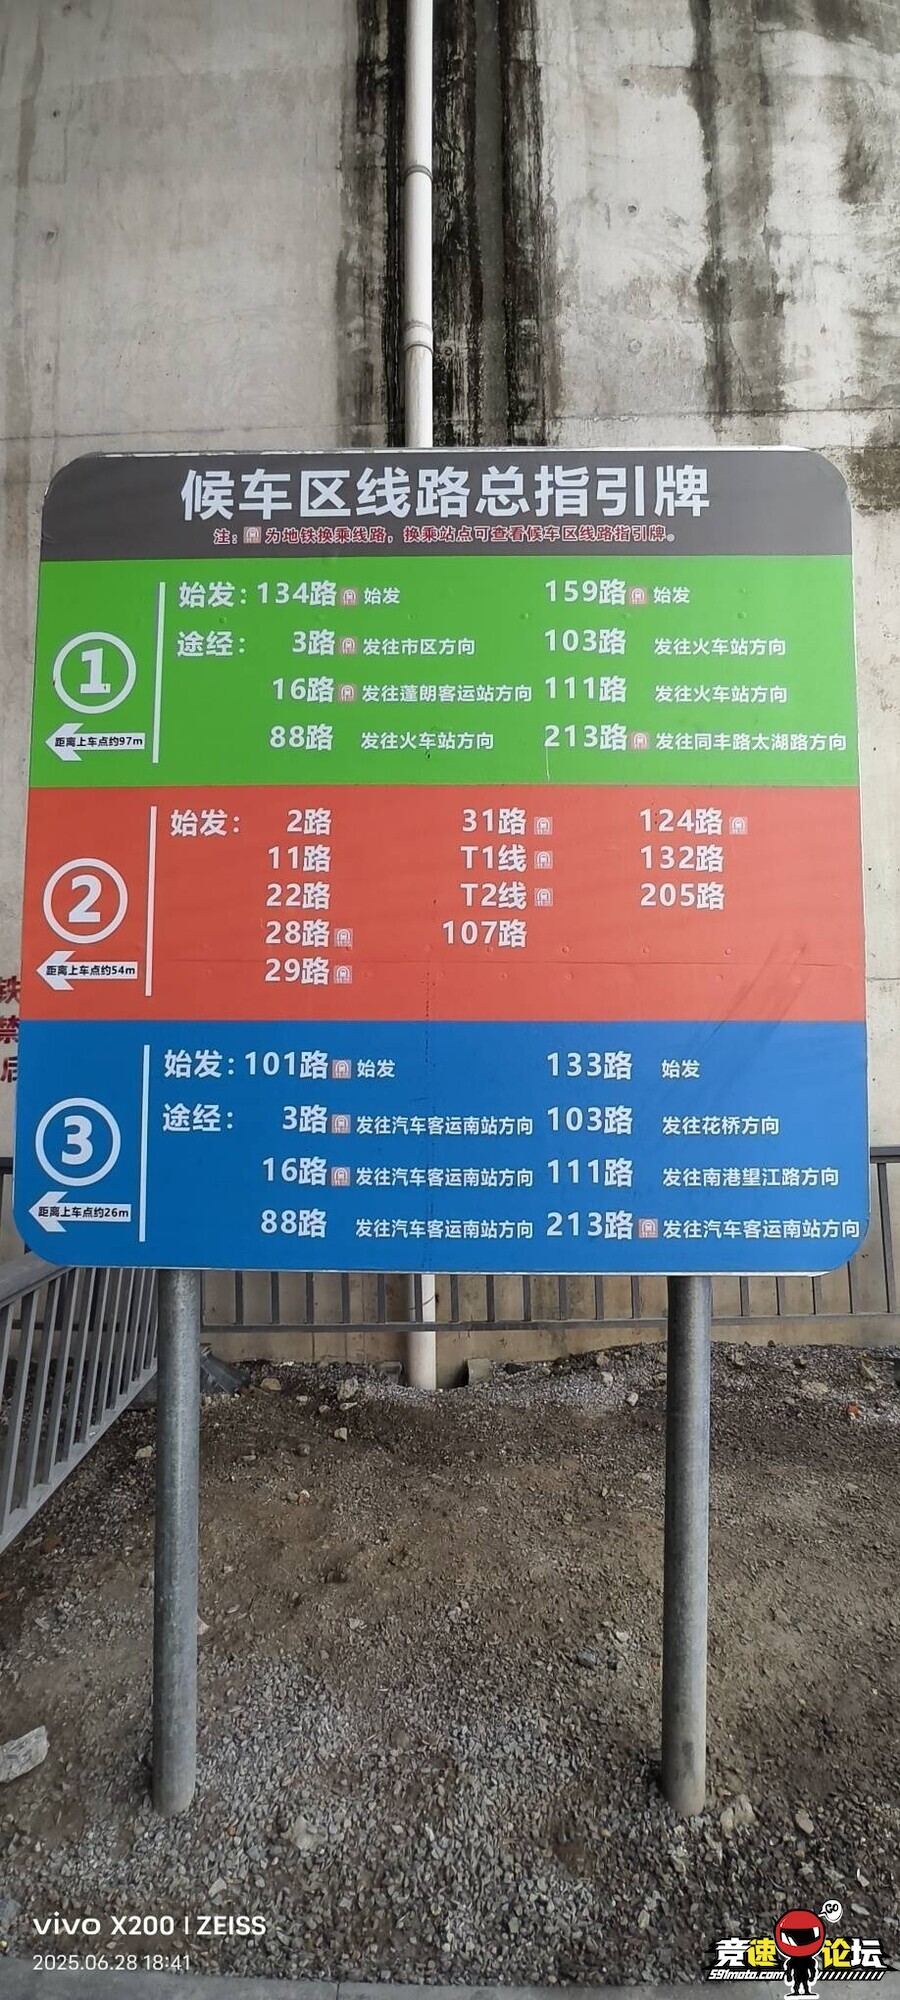 候车区线路总指引牌
注：为地铁换乘线路，换乘站点可查看候车区线路指引牌。
1
距离上车点约97m
始发：134路 始发 159路 始发
途经： 3路 发往市区方向 103路 发往火车站方向
16路 发往蓬朗客运站方向 111路 发往火车站方向
88路 发往火车站方向 213路 发往同丰路太湖路方向
2
距离上车点约54m
始发： 2路 31路 124路
11路 T1线 132路
22路 T2线 205路
28路 107路
29路
3
距离上车点约26m
始发：101路 始发 133路 始发
途经： 3路 发往汽车客运南站方向 103路 发往花桥方向
16路 发往汽车客运南站方向 111路 发往南港望江路方向
88路 发往汽车客运南站方向 213路 发往汽车客运南站方向
铁
禁
vivo X200 | ZEISS
2025.06.28 18:41
GO
竞速论坛
591moto.com